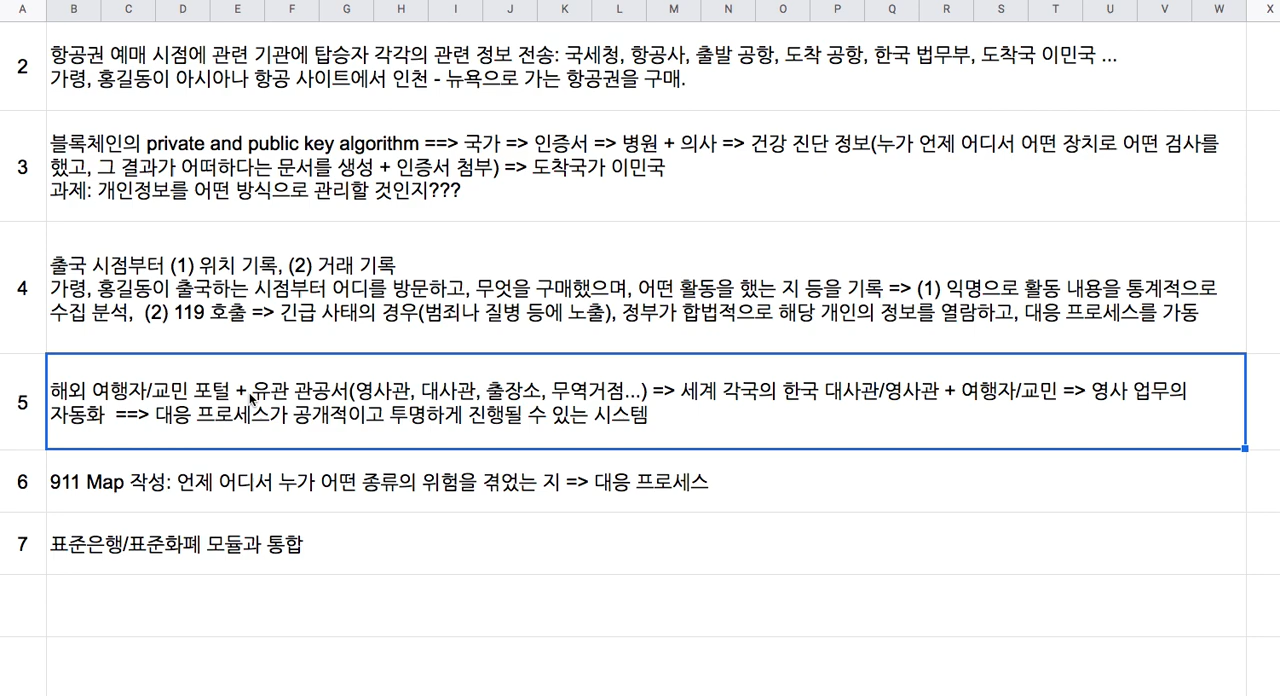 A B C D E F G H I J K L M N O P Q R S T U V W X
2 항공권 예매 시점에 관련 기관에 탑승자 각각의 관련 정보 전송: 국세청, 항공사, 출발 공항, 도착 공항, 한국 법무부, 도착국 이민국 ...
가령, 홍길동이 아시아나 항공 사이트에서 인천 - 뉴욕으로 가는 항공권을 구매.
3 블록체인의 private and public key algorithm ==> 국가 => 인증서 => 병원 + 의사 => 건강 진단 정보(누가 언제 어디서 어떤 장치로 어떤 검사를
했고, 그 결과가 어떠하다는 문서를 생성 + 인증서 첨부) => 도착국가 이민국
과제: 개인정보를 어떤 방식으로 관리할 것인지???
4 출국 시점부터 (1) 위치 기록, (2) 거래 기록
가령, 홍길동이 출국하는 시점부터 어디를 방문하고, 무엇을 구매했으며, 어떤 활동을 했는 지 등을 기록 => (1) 익명으로 활동 내용을 통계적으로
수집 분석, (2) 119 호출 => 긴급 사태의 경우(범죄나 질병 등에 노출), 정부가 합법적으로 해당 개인의 정보를 열람하고, 대응 프로세스를 가동
5 해외 여행자/교민 포털 + 유관 관공서(영사관, 대사관, 출장소, 무역거점...) => 세계 각국의 한국 대사관/영사관 + 여행자/교민 => 영사 업무의
자동화 ==> 대응 프로세스가 공개적이고 투명하게 진행될 수 있는 시스템
6 911 Map 작성: 언제 어디서 누가 어떤 종류의 위험을 겪었는 지 => 대응 프로세스
7 표준은행/표준화폐 모듈과 통합